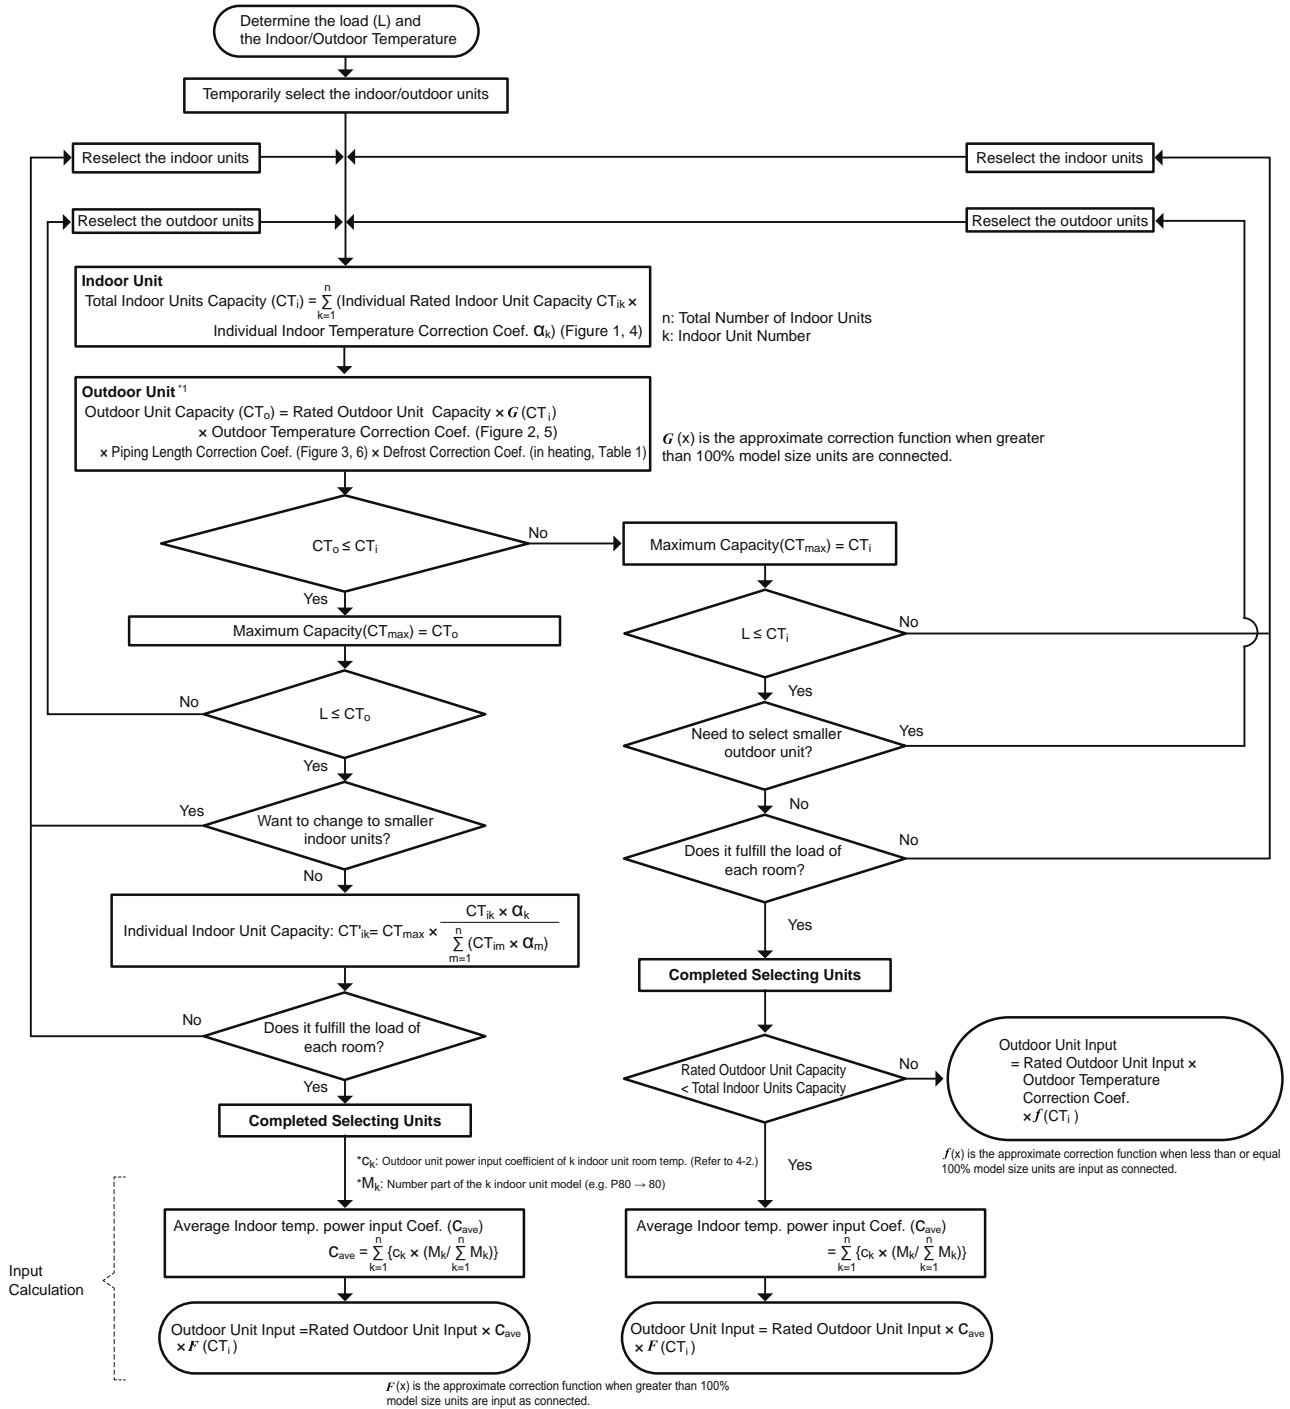 Determine the load (L) and
the Indoor/Outdoor Temperature
Temporarily select the indoor/outdoor units
Reselect the indoor units
Reselect the indoor units
Reselect the outdoor units
Reselect the outdoor units
Indoor Unit
Total Indoor Units Capacity (CTi) = n Σ k=1 (Individual Rated Indoor Unit Capacity CTik ×
Individual Indoor Temperature Correction Coef. αk) (Figure 1, 4)
n: Total Number of Indoor Units
k: Indoor Unit Number
Outdoor Unit *1
Outdoor Unit Capacity (CTo) = Rated Outdoor Unit Capacity × G (CTi)
× Outdoor Temperature Correction Coef. (Figure 2, 5)
× Piping Length Correction Coef. (Figure 3, 6) × Defrost Correction Coef. (in heating, Table 1)
G (x) is the approximate correction function when greater
than 100% model size units are connected.
CTo ≤ CTi
No
Yes
Maximum Capacity(CTmax) = CTi
Maximum Capacity(CTmax) = CTo
L ≤ CTi
No
Yes
L ≤ CTo
No
Yes
Need to select smaller
outdoor unit?
Yes
No
Want to change to smaller
indoor units?
Yes
No
Does it fulfill the load of
each room?
No
Yes
Individual Indoor Unit Capacity: CT'ik= CTmax × CTik × αk / n Σ m=1 (CTim × αm)
Completed Selecting Units
Does it fulfill the load of
each room?
No
Yes
Rated Outdoor Unit Capacity
< Total Indoor Units Capacity
No
Yes
Outdoor Unit Input
= Rated Outdoor Unit Input ×
Outdoor Temperature
Correction Coef.
× f (CTi )
f (x) is the approximate correction function when less than or equal
100% model size units are input as connected.
Completed Selecting Units
*Ck: Outdoor unit power input coefficient of k indoor unit room temp. (Refer to 4-2.)
*Mk: Number part of the k indoor unit model (e.g. P80 → 80)
Input
Calculation
Average Indoor temp. power input Coef. (Cave)
Cave = n Σ k=1 {ck × (Mk/ n Σ k=1 Mk)}
Average Indoor temp. power input Coef. (Cave)
= n Σ k=1 {ck × (Mk/ n Σ k=1 Mk)}
Outdoor Unit Input =Rated Outdoor Unit Input × Cave
× F (CTi )
Outdoor Unit Input = Rated Outdoor Unit Input × Cave
× F (CTi )
F (x) is the approximate correction function when greater than 100%
model size units are input as connected.